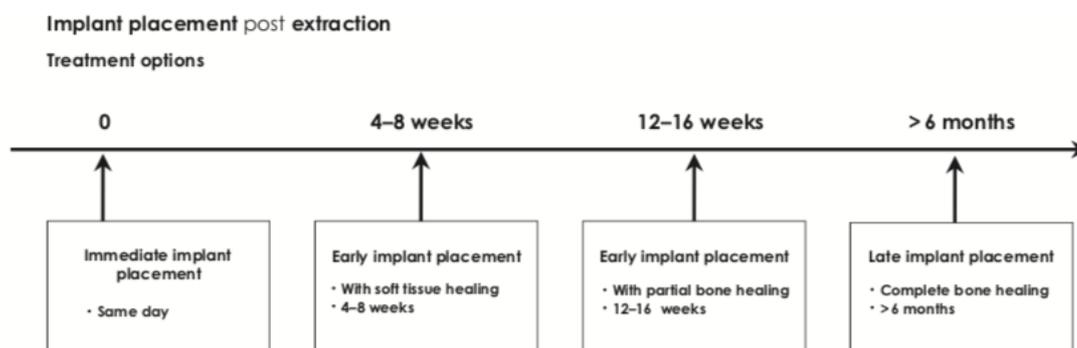 Implant placement post extraction
Treatment options
0
4–8 weeks
12–16 weeks
> 6 months
Immediate implant
placement
· Same day
Early implant placement
· With soft tissue healing
· 4–8 weeks
Early implant placement
· With partial bone healing
· 12–16 weeks
Late implant placement
· Complete bone healing
· >6 months